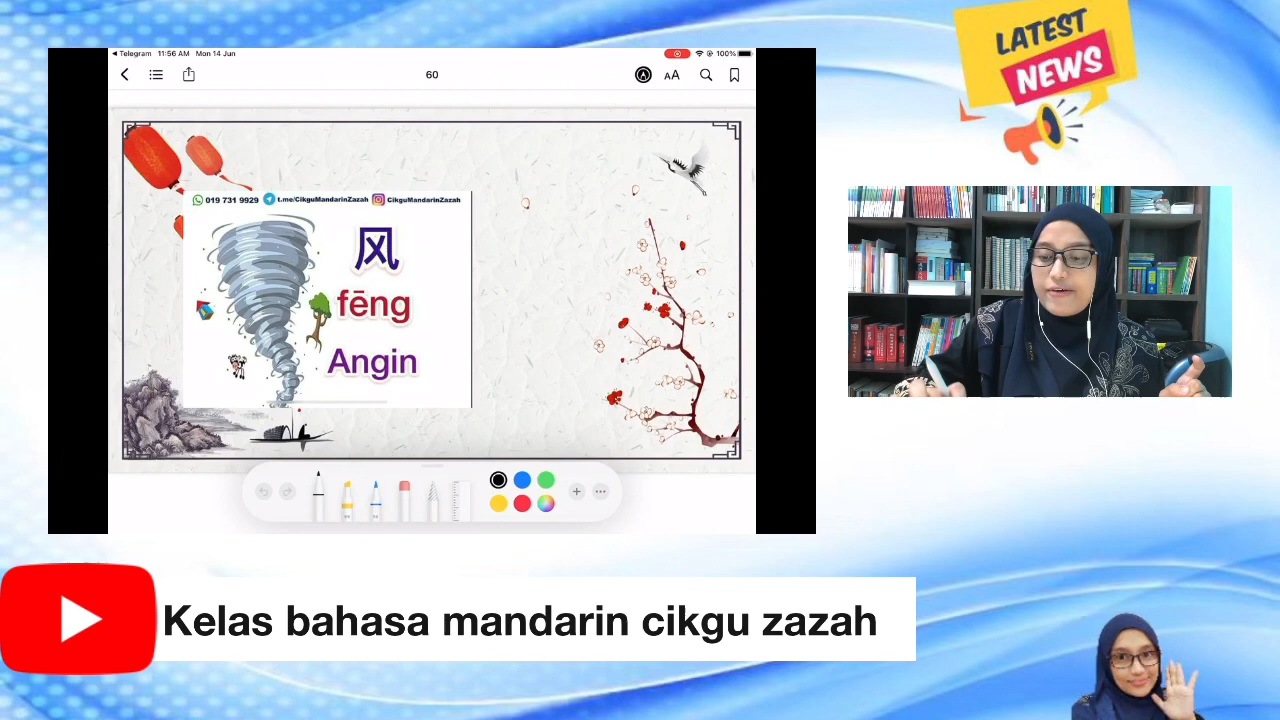 Telegram 11:56 AM Mon 14 Jun
100%
60
AA
LATEST
NEWS
019 731 9929 t.me/CikguMandarinZazah CikguMandarinZazah
风
fēng
Angin
Kelas bahasa mandarin cikgu zazah